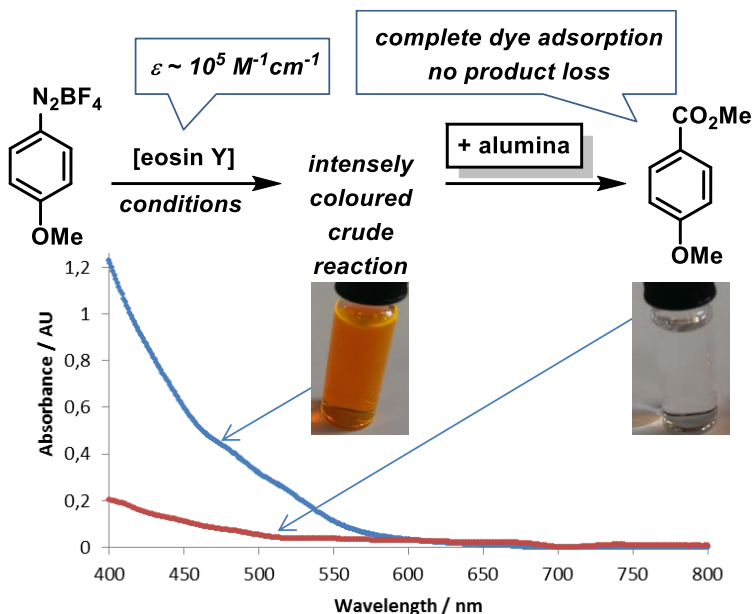 ε ~ 10⁵ M⁻¹cm⁻¹
complete dye adsorption
no product loss
N₂BF₄
OMe
[eosin Y]
conditions
intensely
coloured
crude
reaction
+ alumina
CO₂Me
OMe
OMe
Absorbance / AU
1,2
1
0,8
0,6
0,4
0,2
0
400
450
500
550
600
650
700
750
800
Wavelength / nm